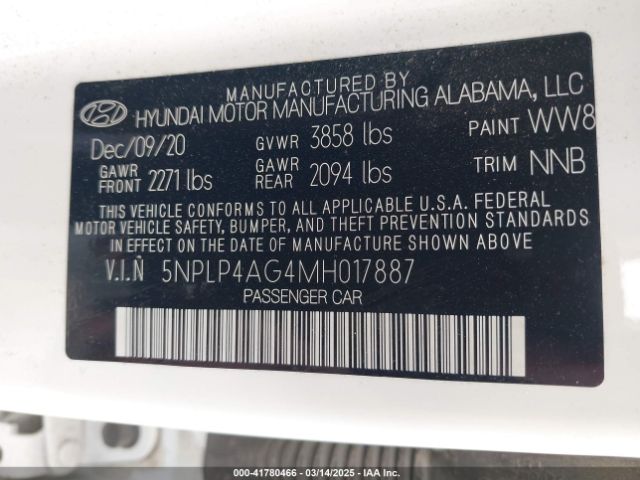 MANUFACTURED BY
HYUNDAI MOTOR MANUFACTURING ALABAMA, LLC
Dec/09/20 GVWR 3858 lbs PAINT WW8
GAWR FRONT 2271 lbs GAWR REAR 2094 lbs TRIM NNB
THIS VEHICLE CONFORMS TO ALL APPLICABLE U.S.A. FEDERAL
MOTOR VEHICLE SAFETY, BUMPER, AND THEFT PREVENTION STANDARDS
IN EFFECT ON THE DATE OF MANUFACTURE SHOWN ABOVE.
V.I.N 5NPLP4AG4MH017887
PASSENGER CAR
000-41780466 - 03/14/2025 - IAA Inc.